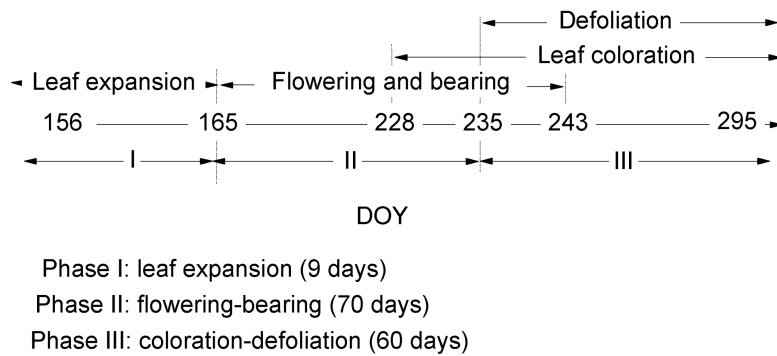 Defoliation
Leaf coloration
Leaf expansion Flowering and bearing
156 165 228 235 243 295
I II III
DOY
Phase I: leaf expansion (9 days)
Phase II: flowering-bearing (70 days)
Phase III: coloration-defoliation (60 days)